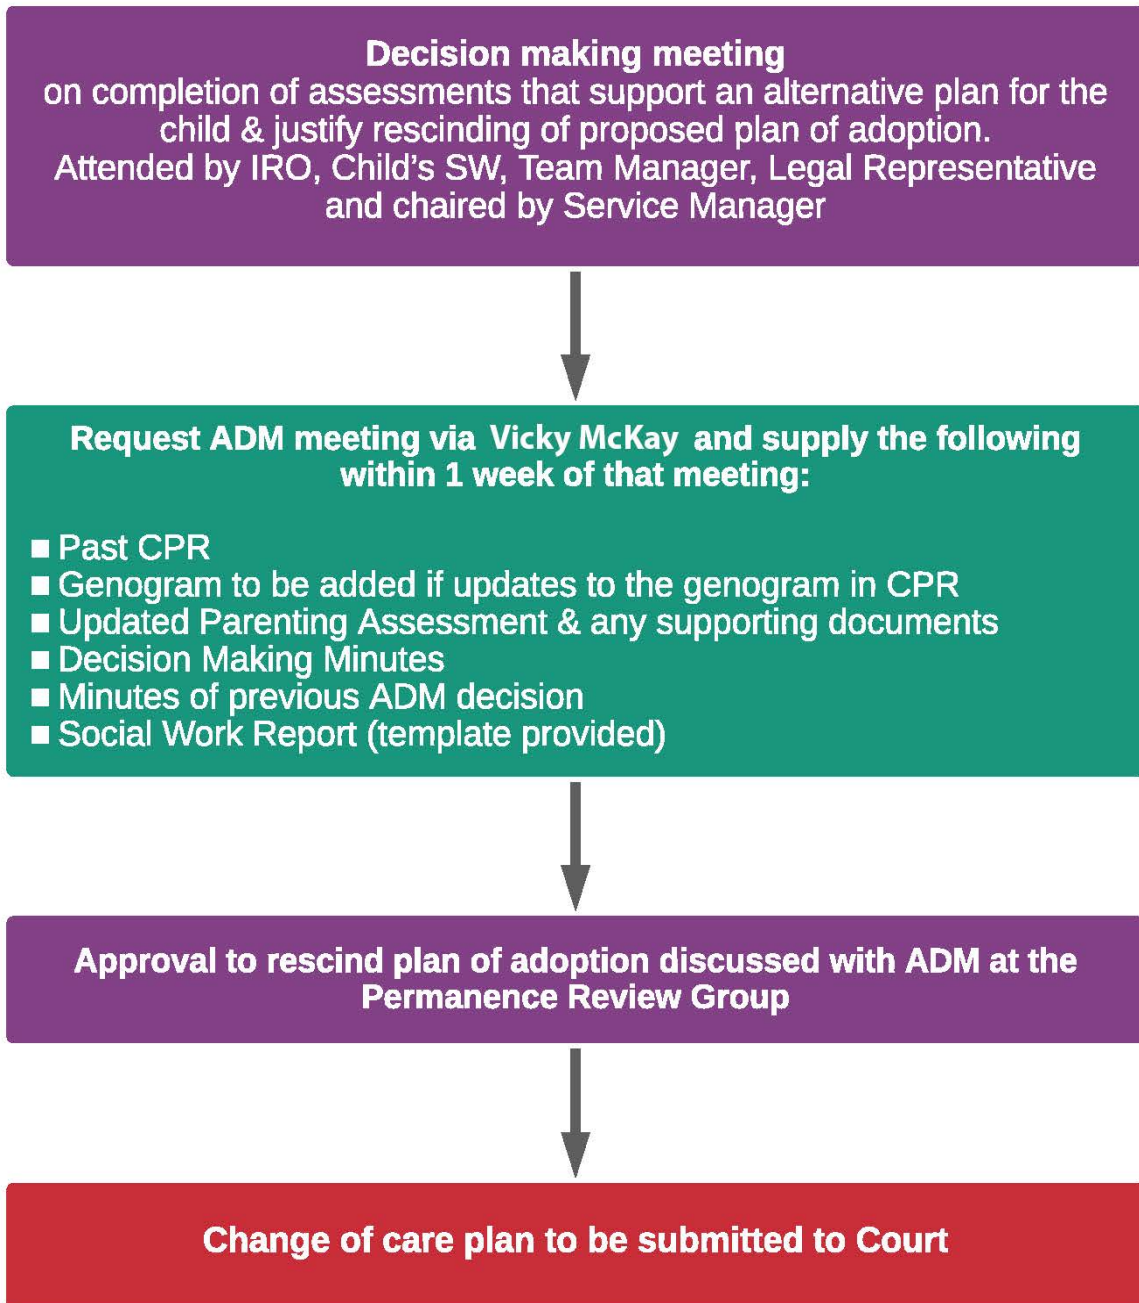 Decision making meeting
on completion of assessments that support an alternative plan for the
child & justify rescinding of proposed plan of adoption.
Attended by IRO, Child's SW, Team Manager, Legal Representative
and chaired by Service Manager
Request ADM meeting via Vicky McKay and supply the following
within 1 week of that meeting:
■ Past CPR
■ Genogram to be added if updates to the genogram in CPR
■ Updated Parenting Assessment & any supporting documents
■ Decision Making Minutes
■ Minutes of previous ADM decision
■ Social Work Report (template provided)
Approval to rescind plan of adoption discussed with ADM at the
Permanence Review Group
Change of care plan to be submitted to Court